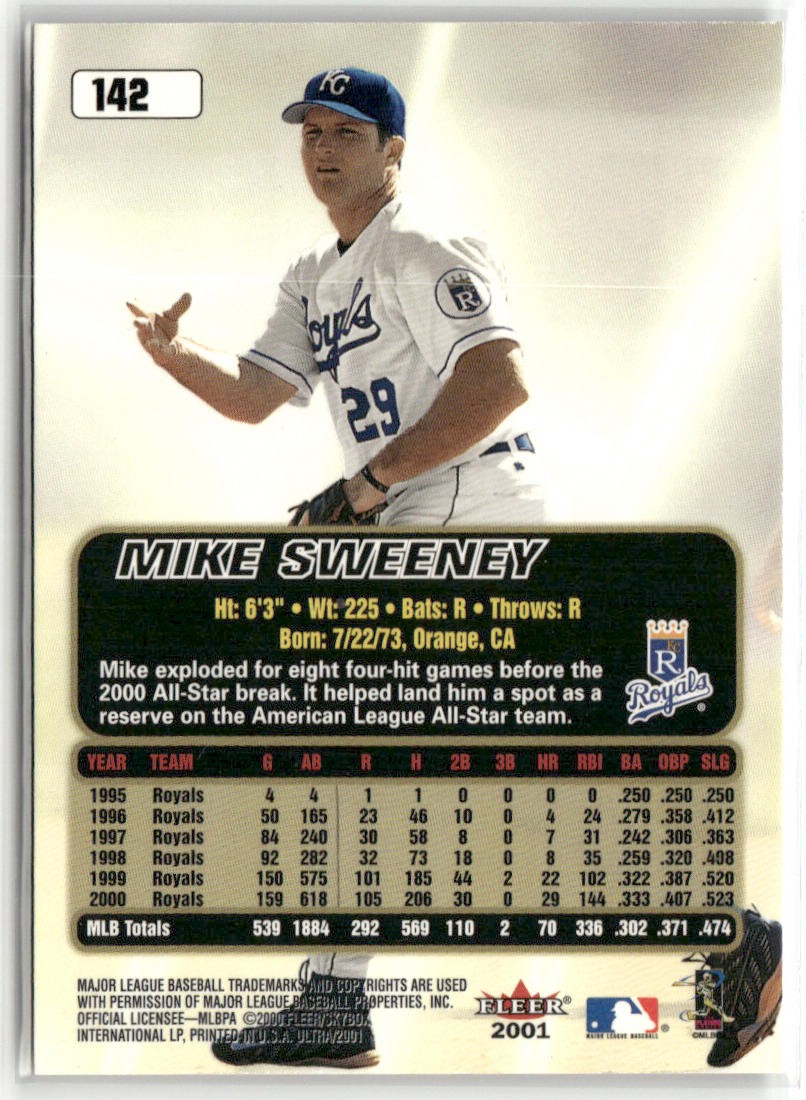 142
KC
R
Royals
29
MIKE SWEENEY
Ht: 6'3" • Wt: 225 • Bats: R • Throws: R
Born: 7/22/73, Orange, CA
Mike exploded for eight four-hit games before the
2000 All-Star break. It helped land him a spot as a
reserve on the American League All-Star team.
KC
R
Royals®
YEAR TEAM G AB R H 2B 3B HR RBI BA OBP SLG
1995 Royals 4 4 1 1 0 0 0 0 .250 .250 .250
1996 Royals 50 165 23 46 10 0 4 24 .279 .358 .412
1997 Royals 84 240 30 58 8 0 7 31 .242 .306 .363
1998 Royals 92 282 32 73 18 0 8 35 .259 .320 .408
1999 Royals 150 575 101 185 44 2 22 102 .322 .387 .520
2000 Royals 159 618 105 206 30 0 29 144 .333 .407 .523
MLB Totals 539 1884 292 569 110 2 70 336 .302 .371 .474
MAJOR LEAGUE BASEBALL TRADEMARKS AND COPYRIGHTS ARE USED
WITH PERMISSION OF MAJOR LEAGUE BASEBALL PROPERTIES, INC.
OFFICIAL LICENSEE—MLBPA ©2000 FLEER/SKYBOX
INTERNATIONAL LP, PRINTED IN U.S.A. ULTRA/2001
FLEER®
2001
MAJOR LEAGUE BASEBALL